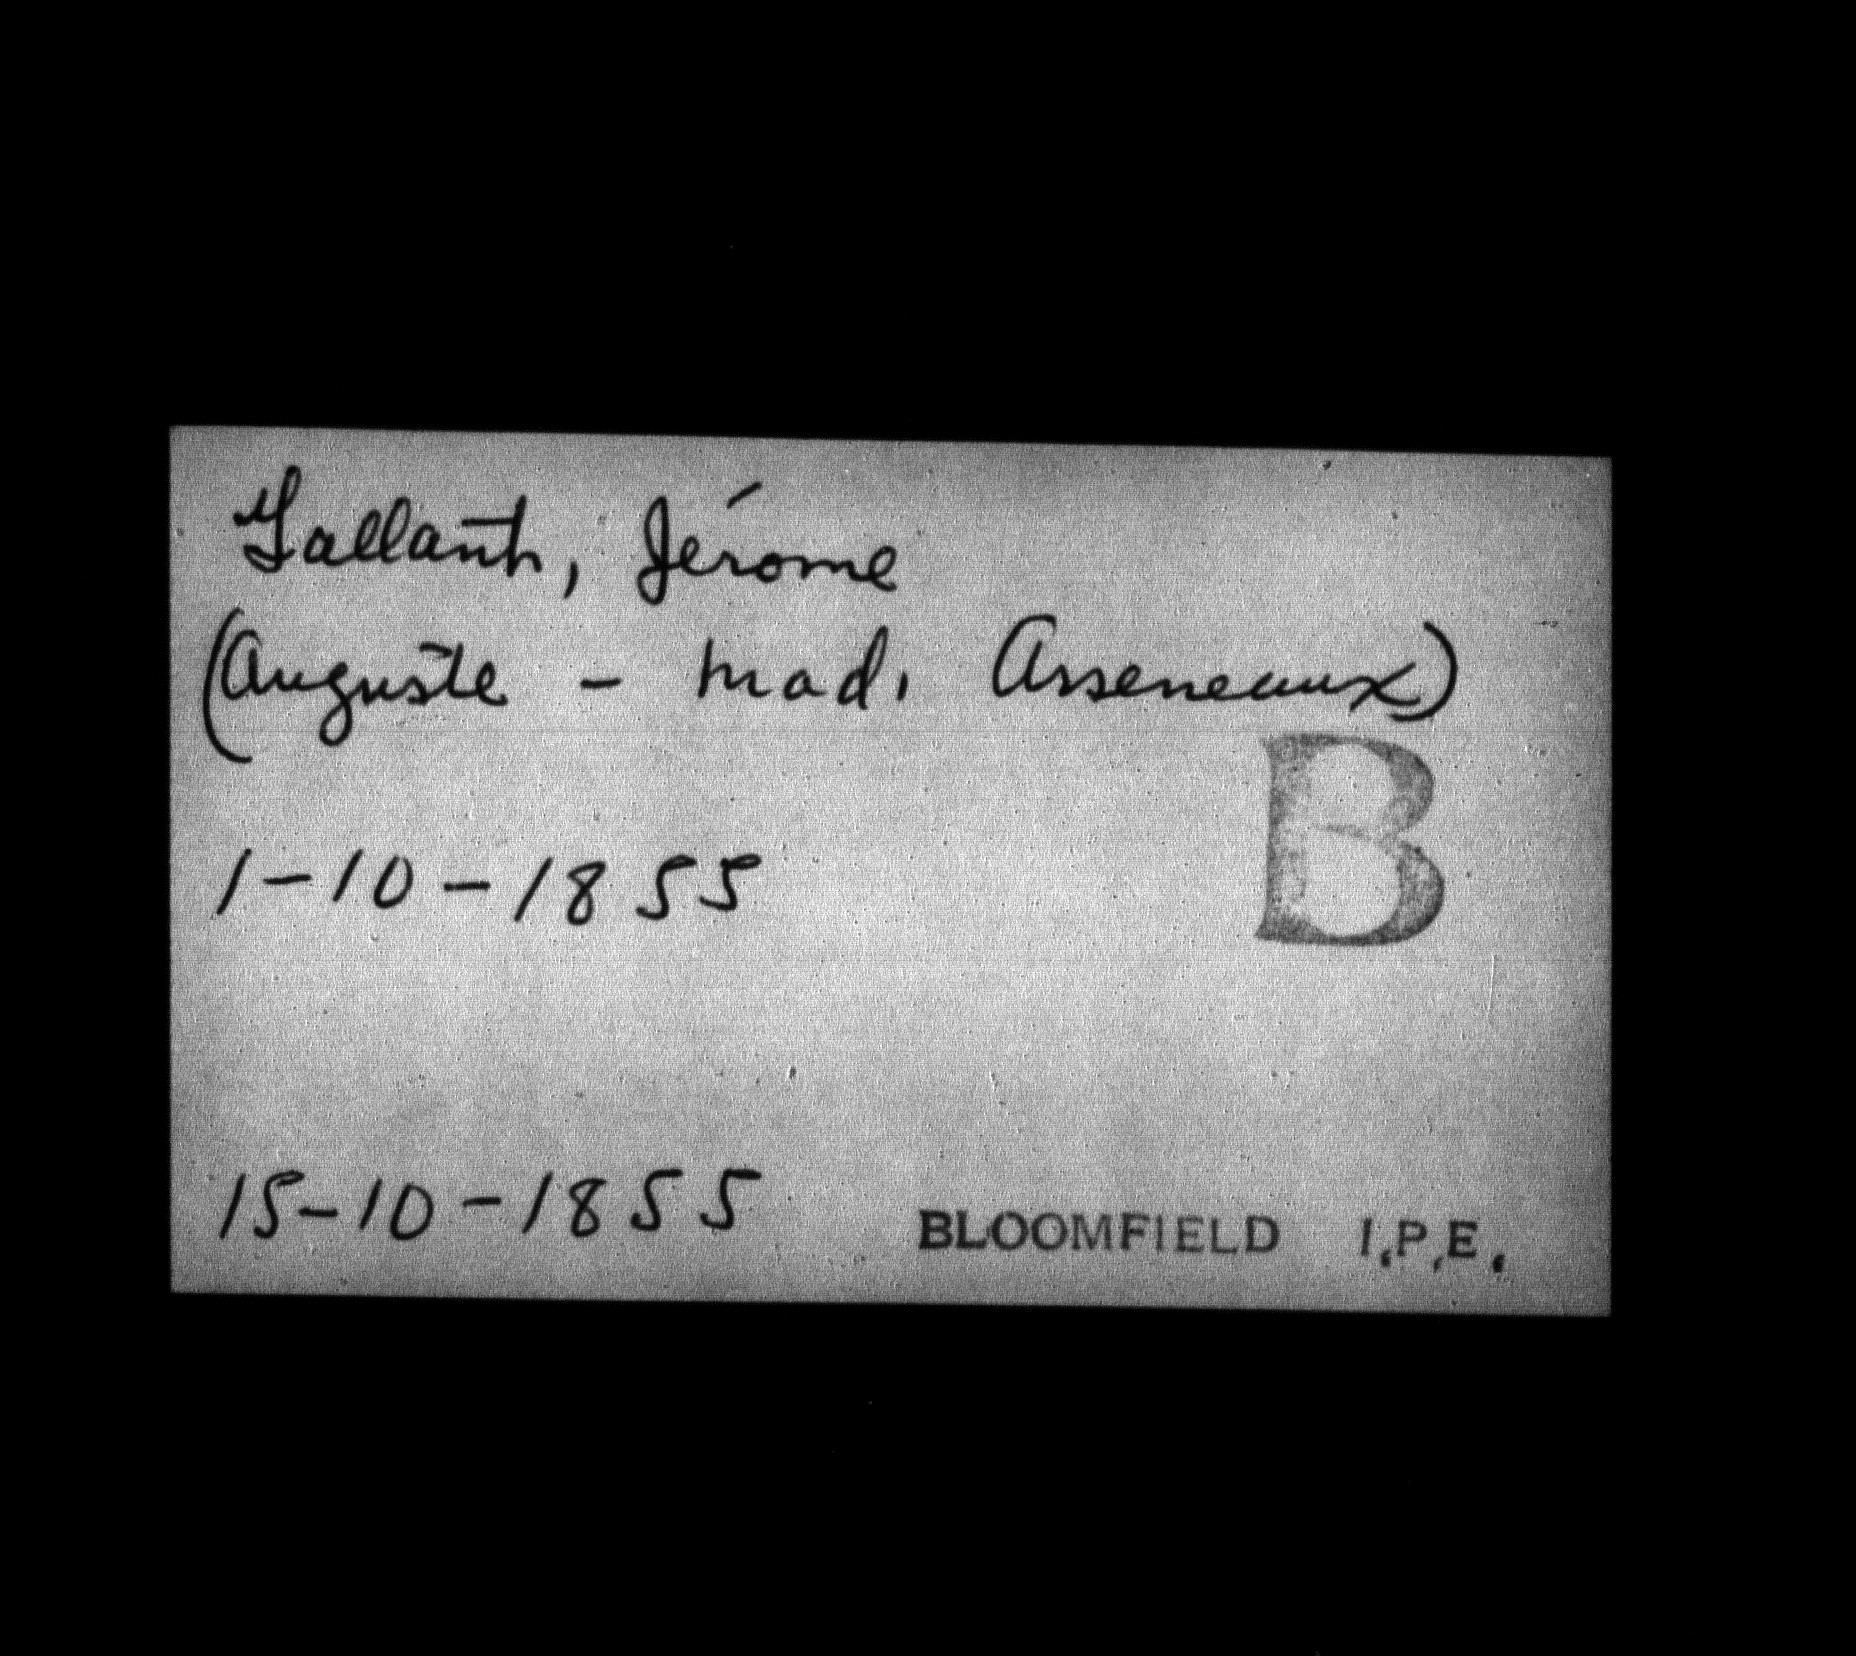 Gallant, Jérome
(Auguste - Mad. Arseneaux)
B
1-10-1855
15-10-1855 BLOOMFIELD I.P.E.